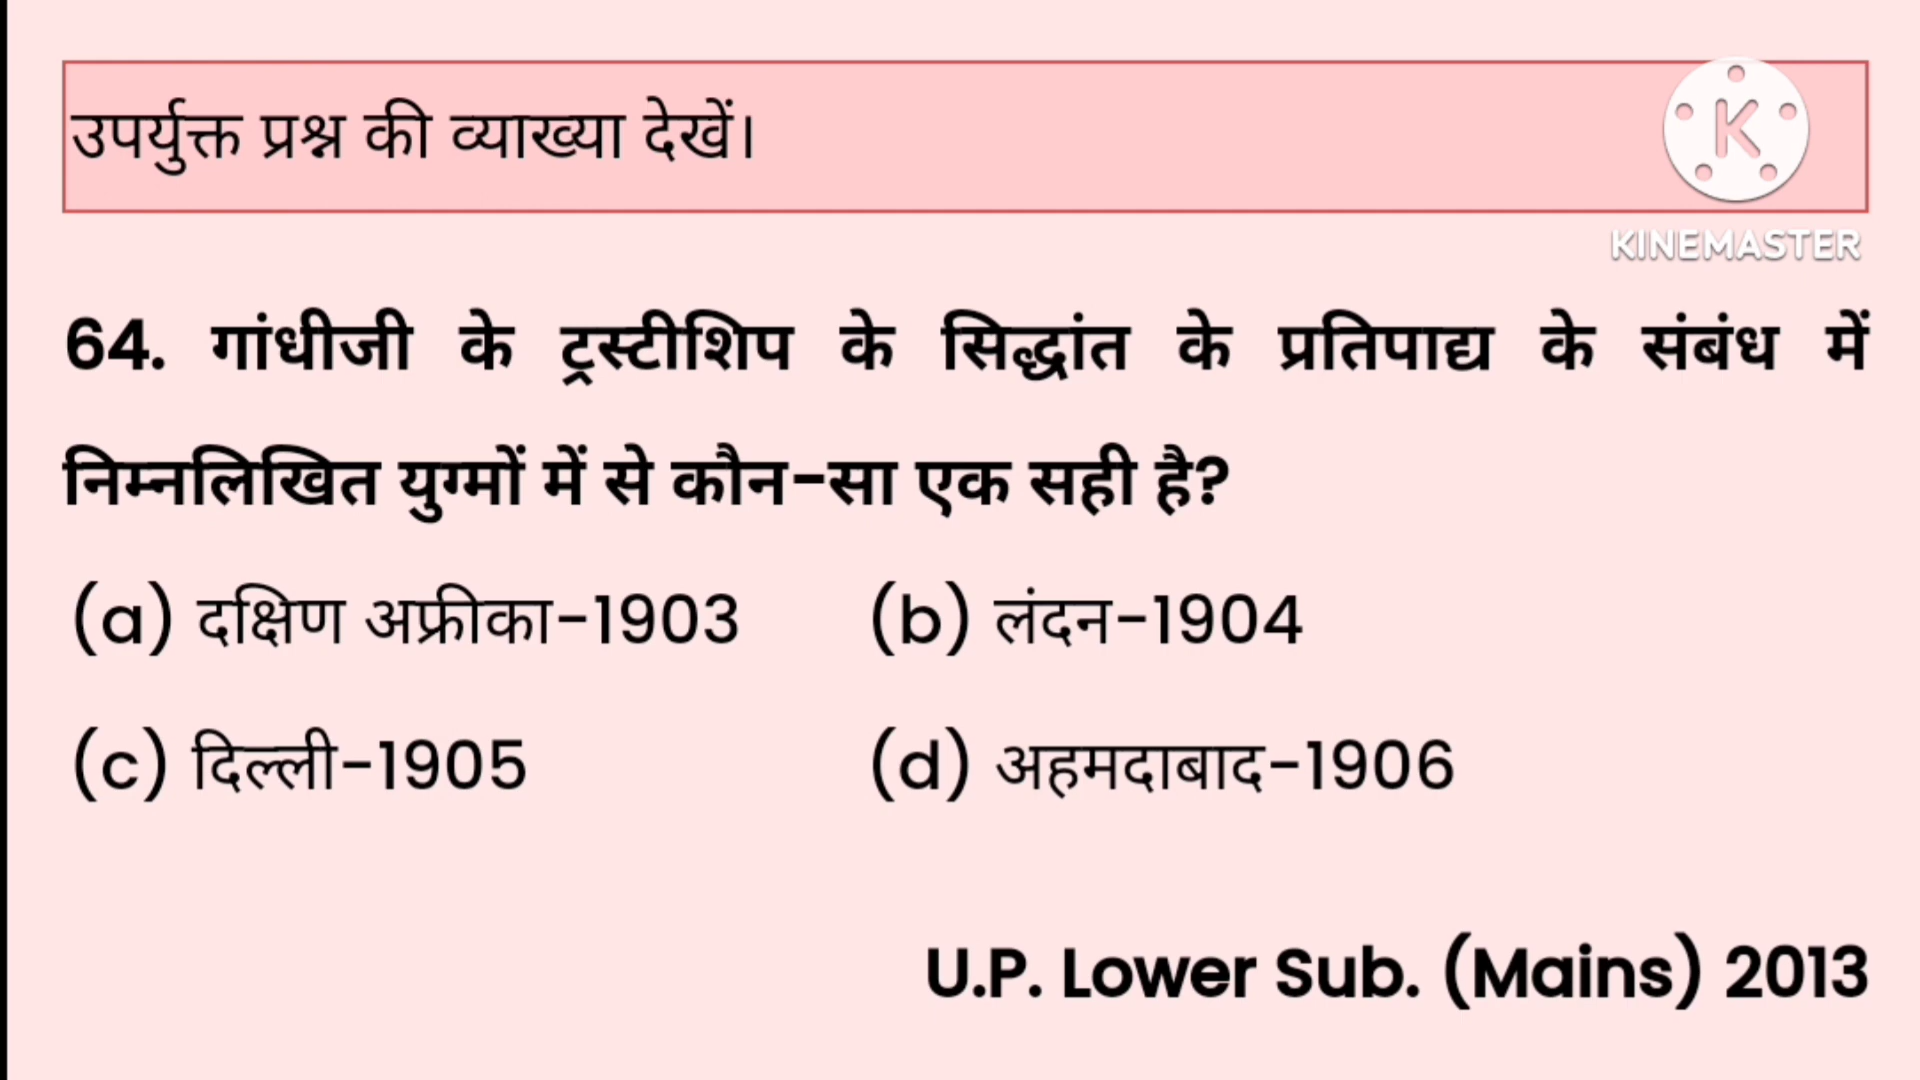 उपर्युक्त प्रश्न की व्याख्या देखें।
K
KINEMASTER
64. गांधीजी के ट्रस्टीशिप के सिद्धांत के प्रतिपाद्य के संबंध में
निम्नलिखित युग्मों में से कौन-सा एक सही है?
(a) दक्षिण अफ्रीका-1903 (b) लंदन-1904
(c) दिल्ली-1905 (d) अहमदाबाद-1906
U.P. Lower Sub. (Mains) 2013